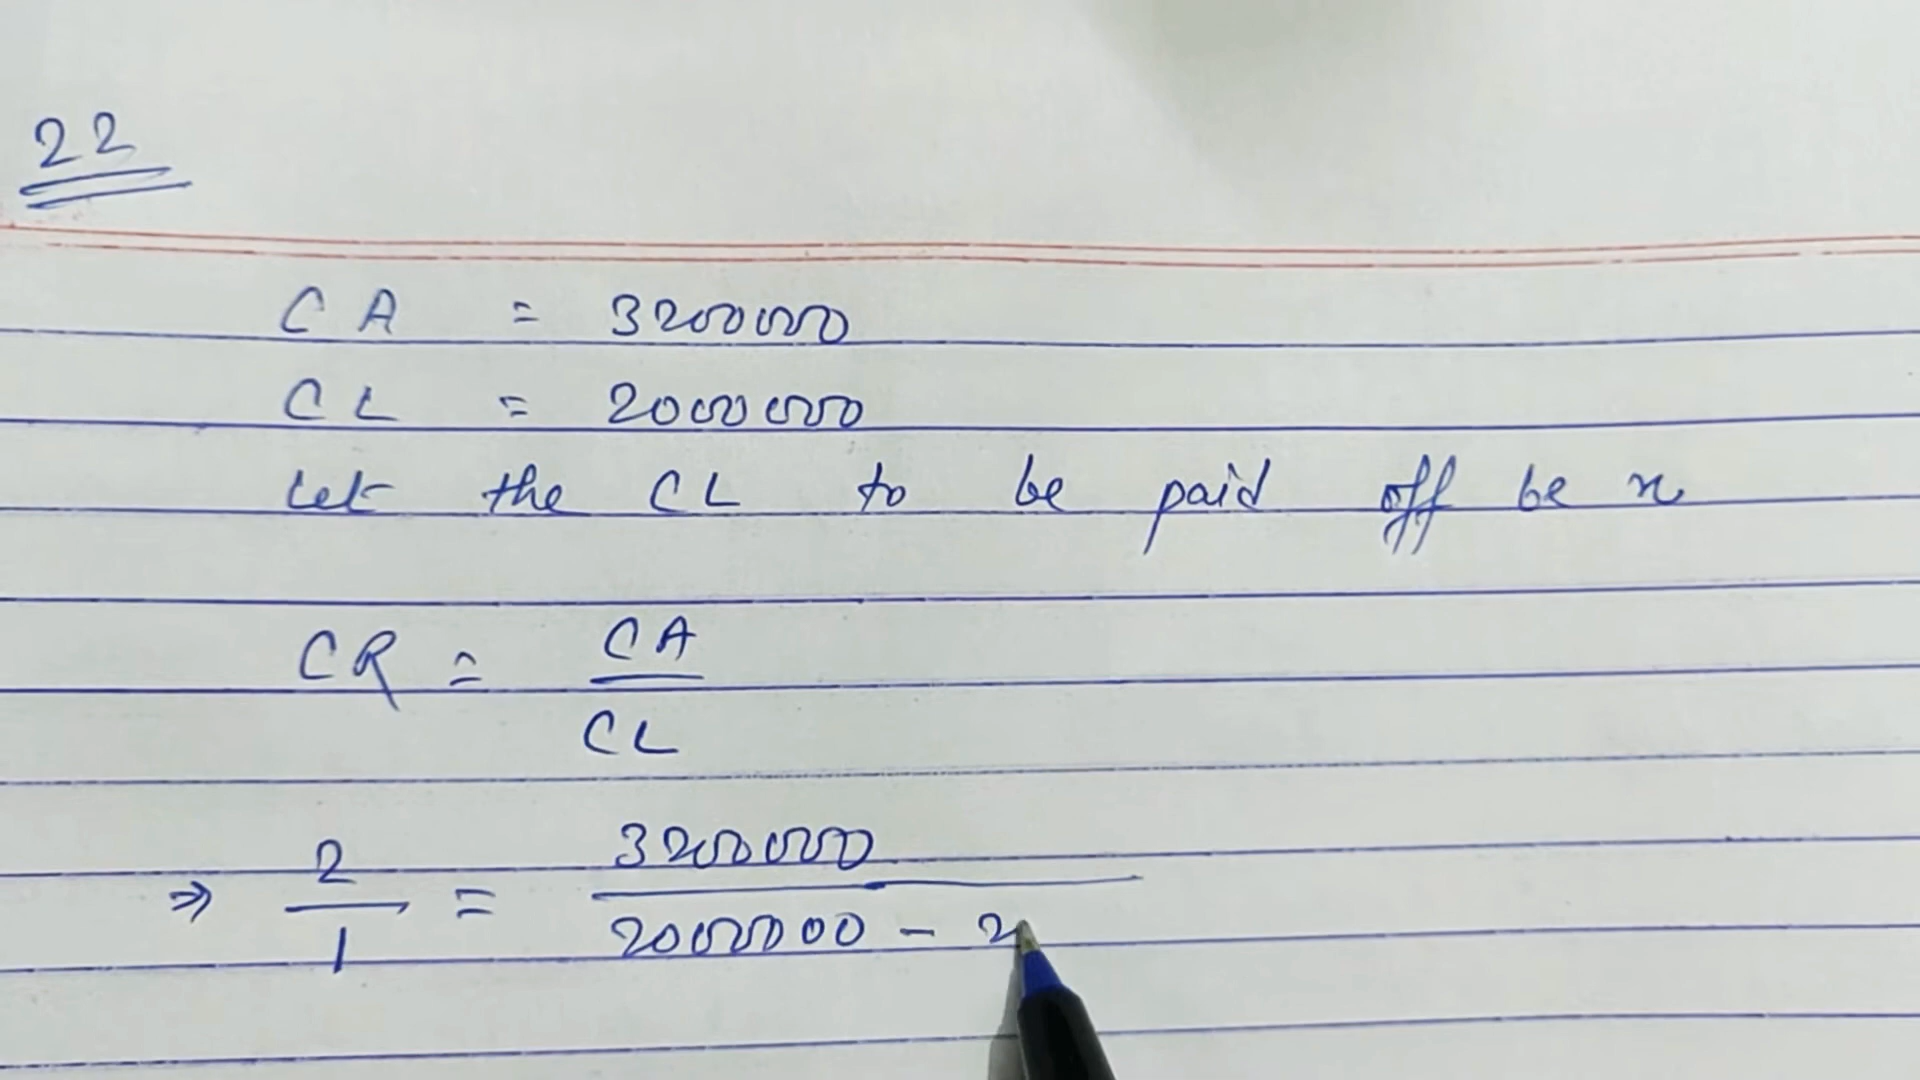 22
CA = 3200000
CL = 2000000
Let the CL to be paid off be x
CR = CA
CL
⇒ 2 = 3200000
1 2000000 - x